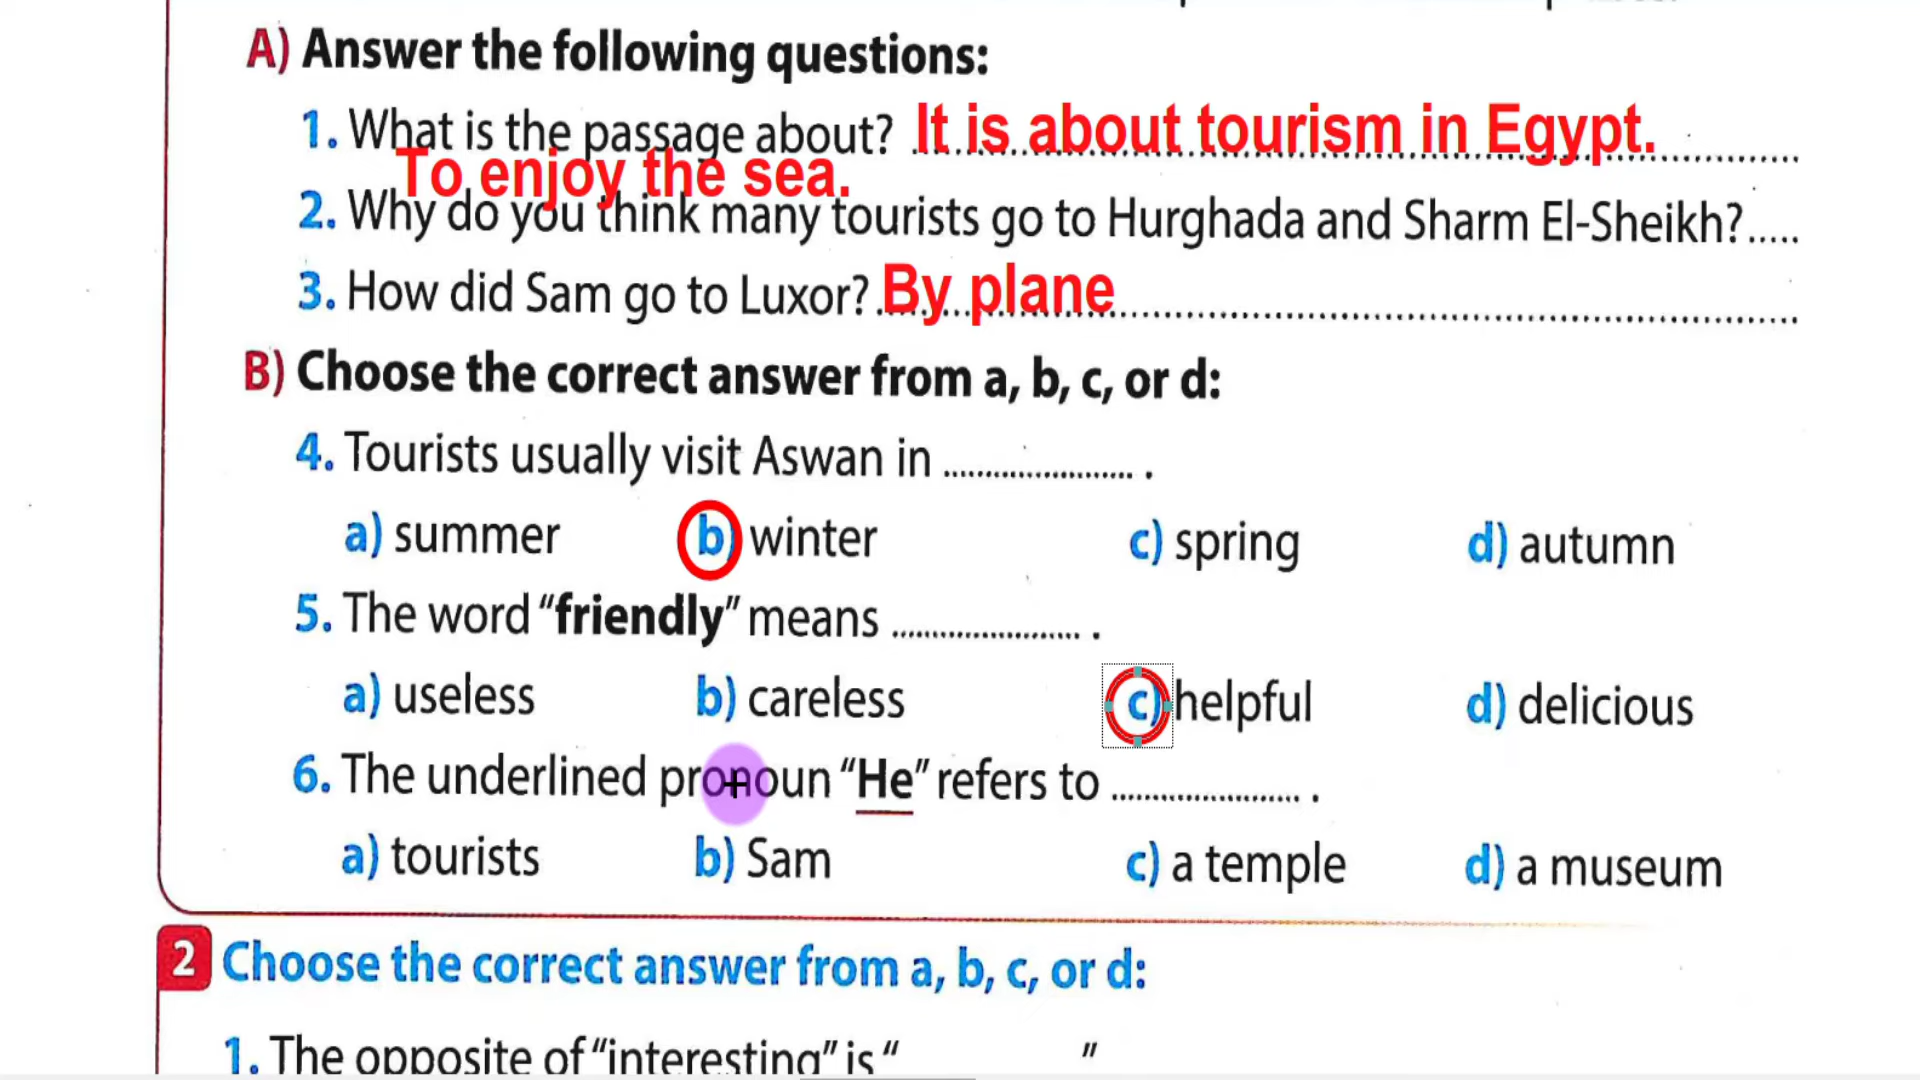 A) Answer the following questions:
1. What is the passage about? It is about tourism in Egypt.
To enjoy the sea.
2. Why do you think many tourists go to Hurghada and Sharm El-Sheikh?.....
3. How did Sam go to Luxor? By plane
B) Choose the correct answer from a, b, c, or d:
4. Tourists usually visit Aswan in ........................ .
a) summer b) winter c) spring d) autumn
5. The word “friendly” means ........................ .
a) useless b) careless c) helpful d) delicious
6. The underlined pronoun “He” refers to ........................ .
a) tourists b) Sam c) a temple d) a museum
2 Choose the correct answer from a, b, c, or d:
1. The opposite of “interesting” is “ ”